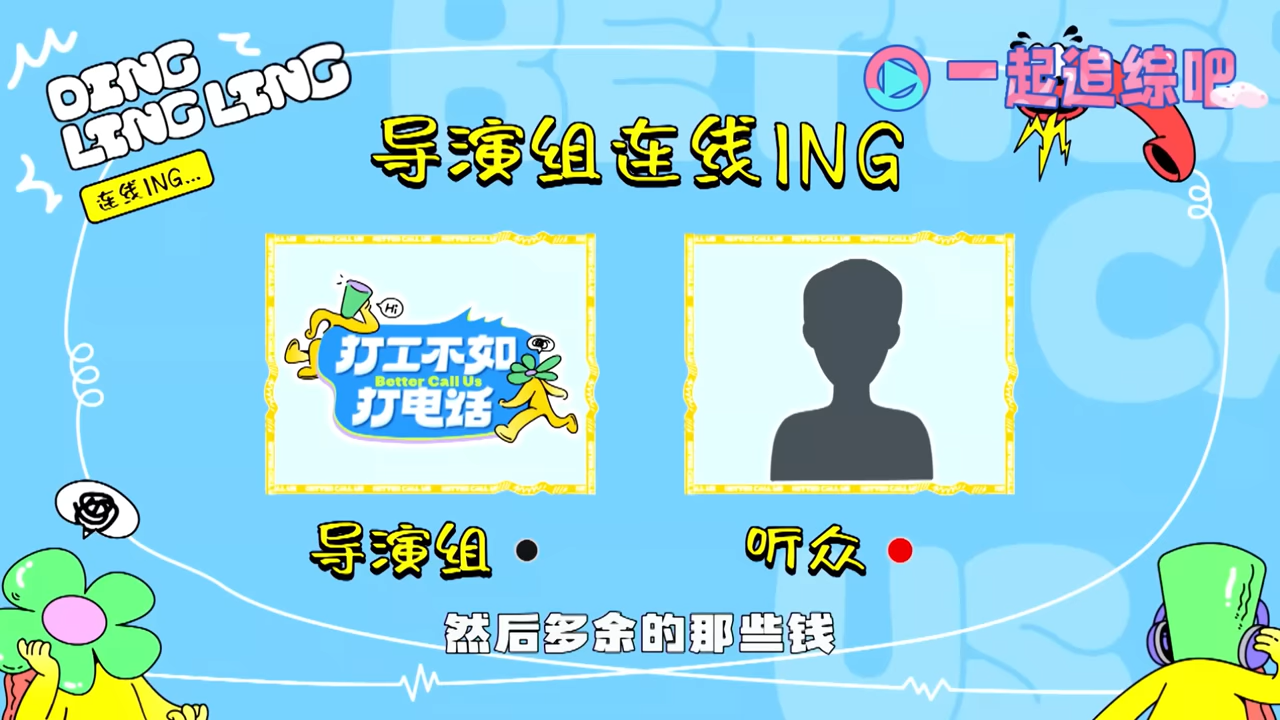 DING
LING LING
连线ING...
一起追综吧
导演组连线ING
Hi
打工不如
Better Call Us
打电话
导演组
听众
然后多余的那些钱